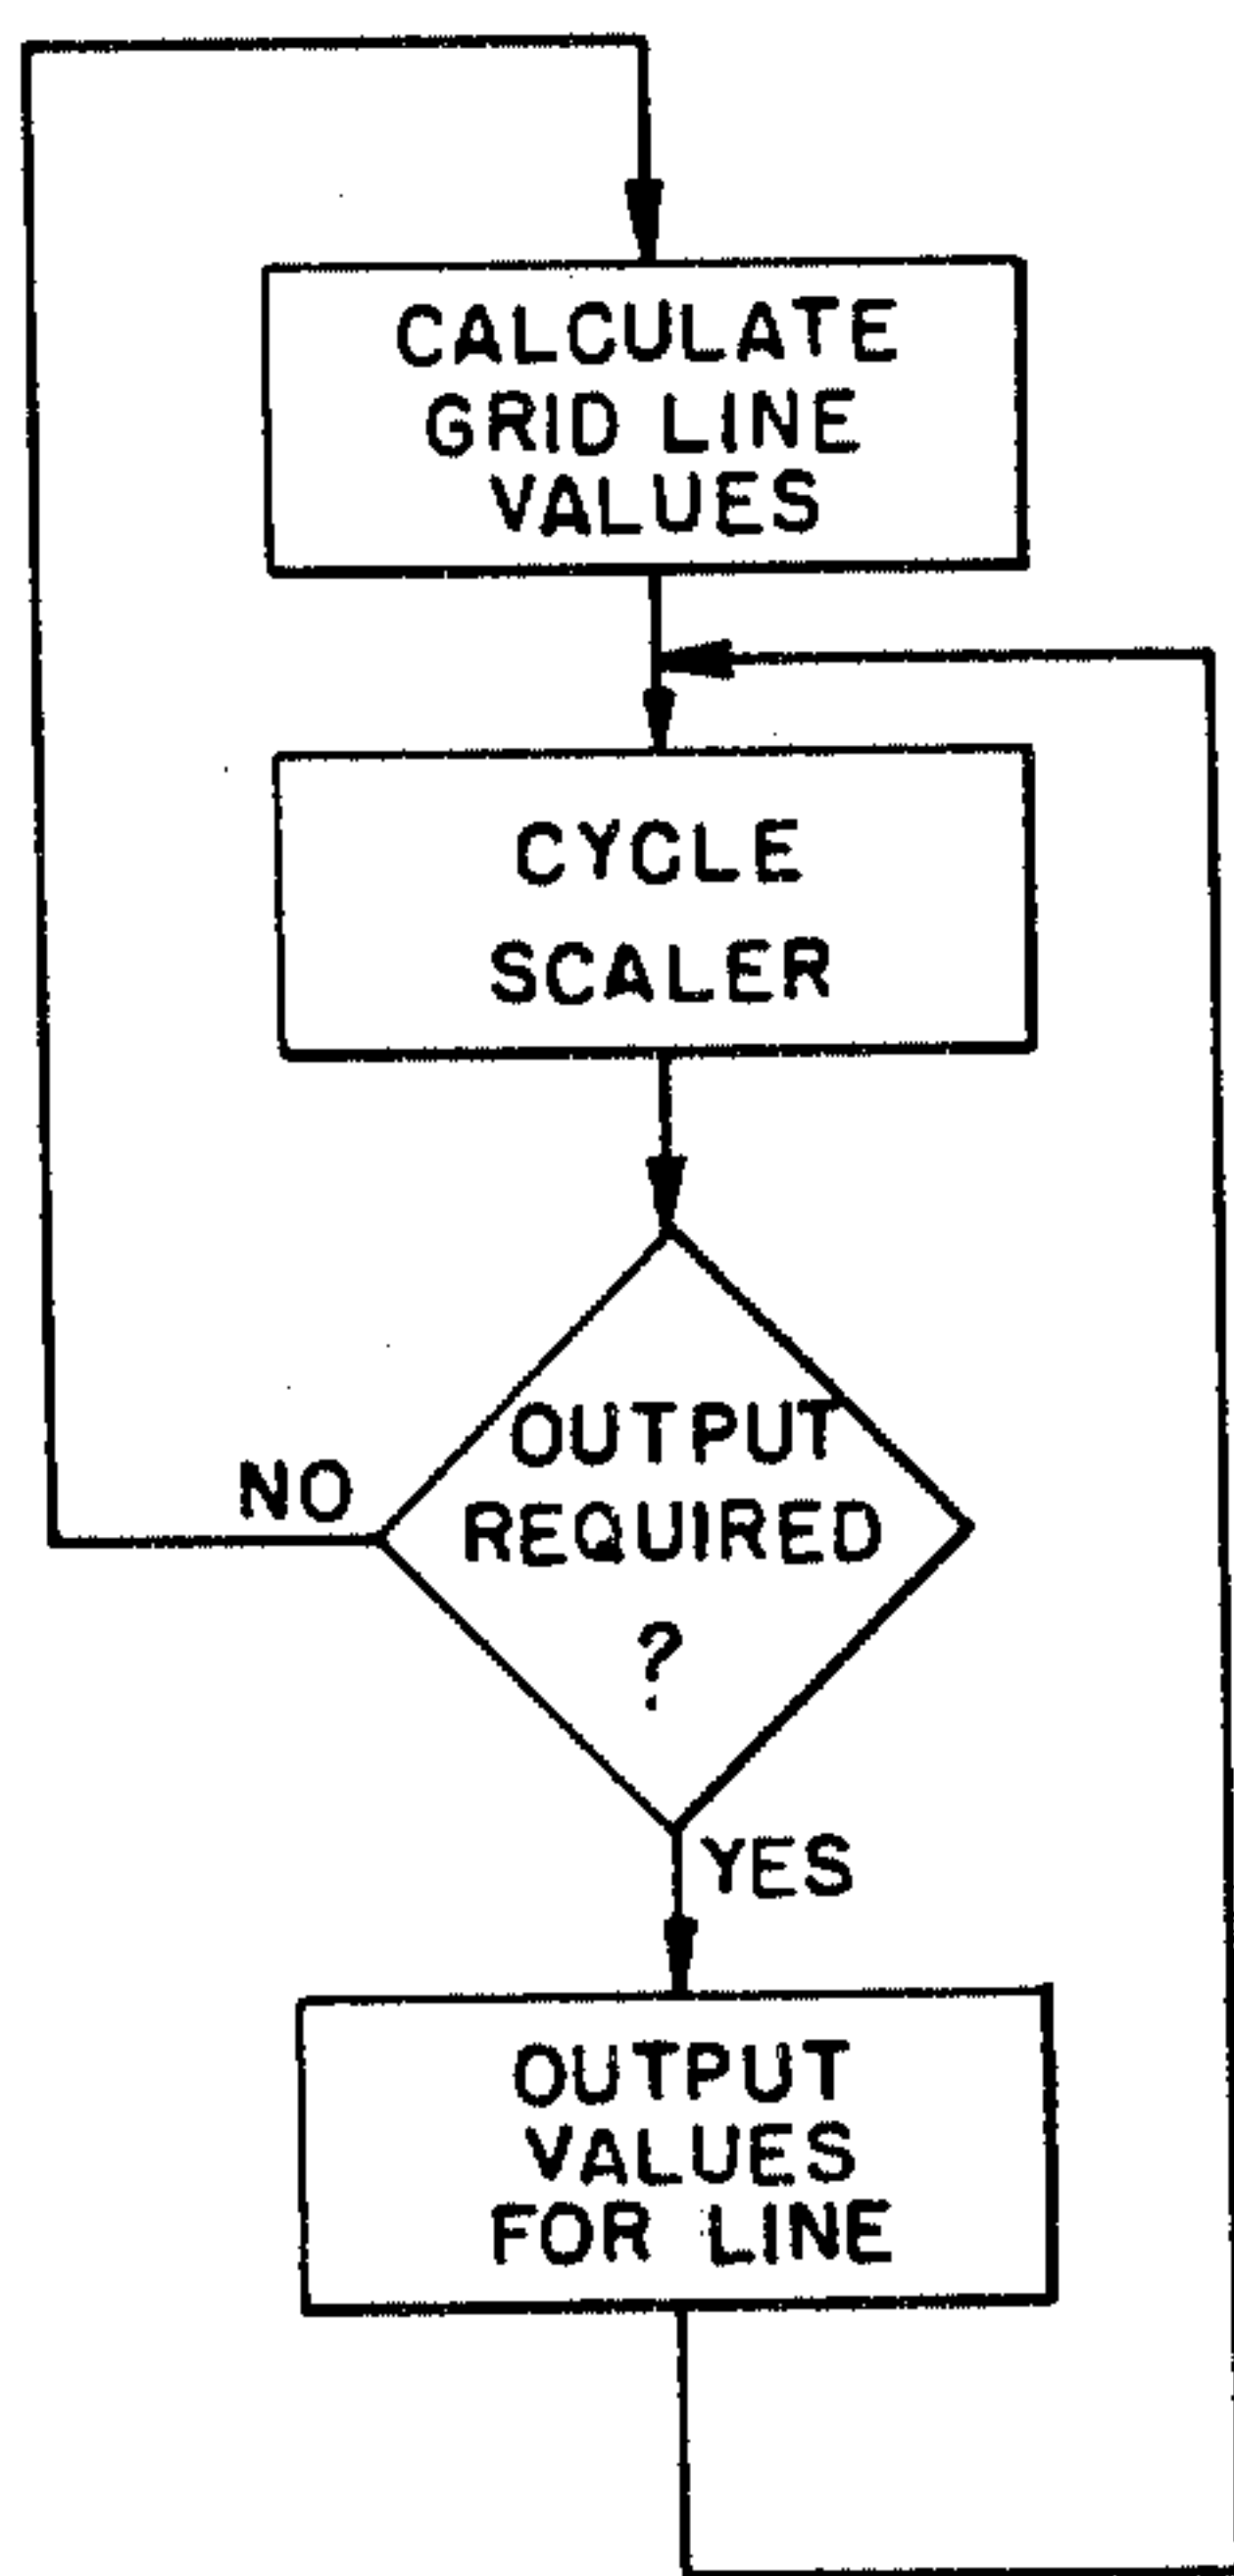 CALCULATE
GRID LINE
VALUES
CYCLE
SCALER
OUTPUT
REQUIRED
?
NO
YES
OUTPUT
VALUES
FOR LINE